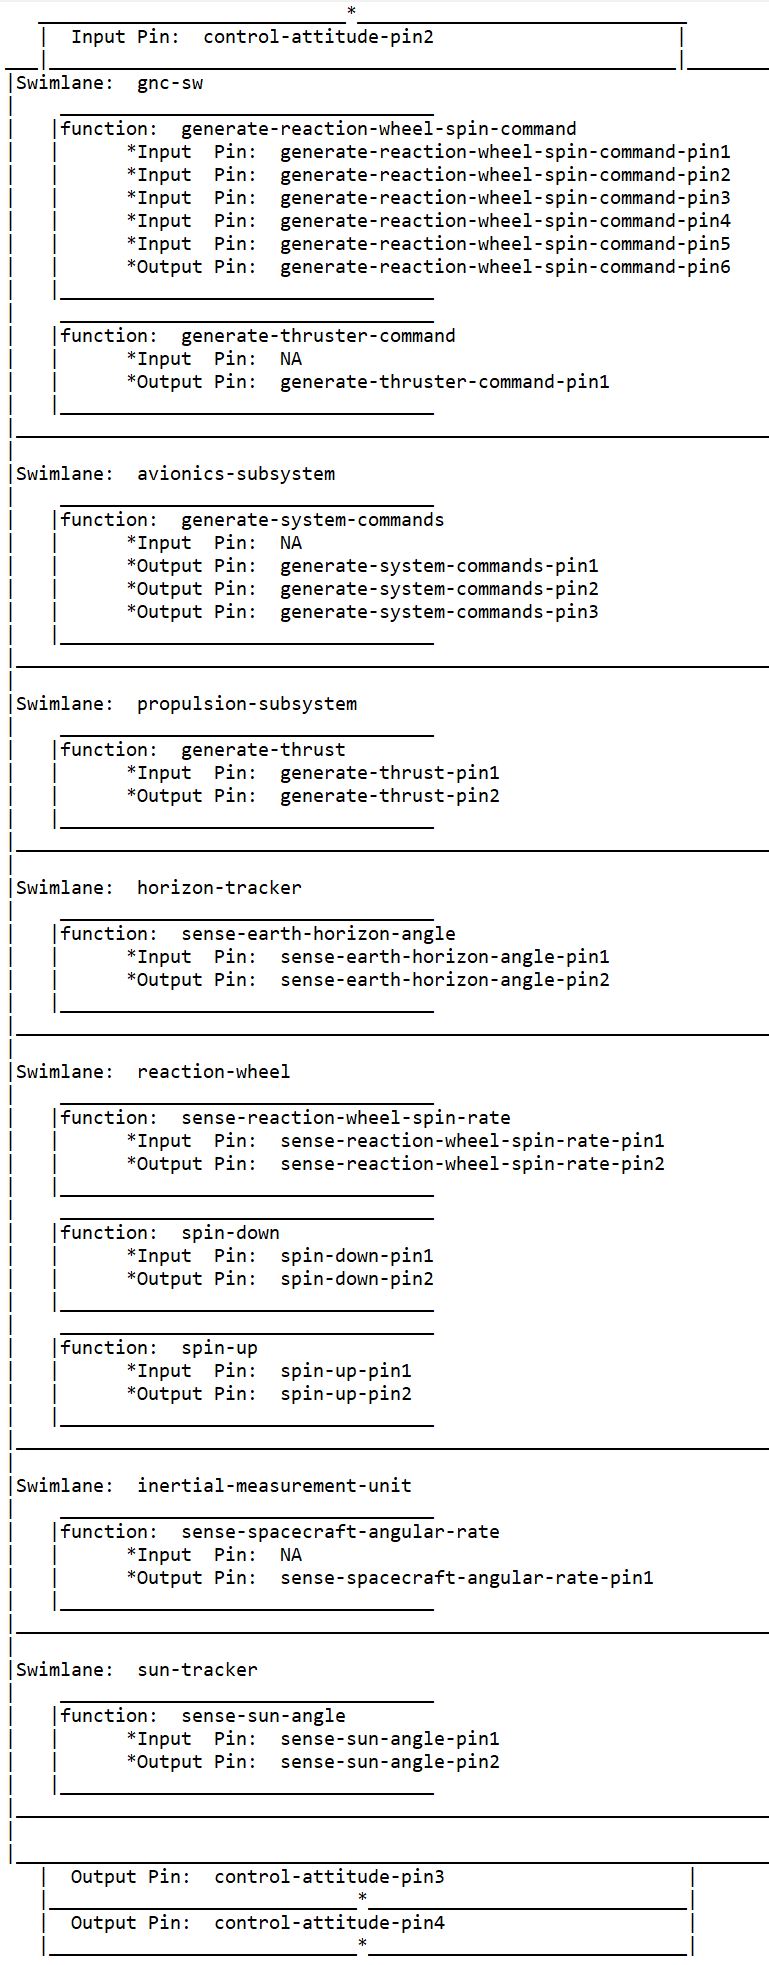 *
Input Pin: control-attitude-pin2
Swimlane: gnc-sw
function: generate-reaction-wheel-spin-command
*Input Pin: generate-reaction-wheel-spin-command-pin1
*Input Pin: generate-reaction-wheel-spin-command-pin2
*Input Pin: generate-reaction-wheel-spin-command-pin3
*Input Pin: generate-reaction-wheel-spin-command-pin4
*Input Pin: generate-reaction-wheel-spin-command-pin5
*Output Pin: generate-reaction-wheel-spin-command-pin6
function: generate-thruster-command
*Input Pin: NA
*Output Pin: generate-thruster-command-pin1
Swimlane: avionics-subsystem
function: generate-system-commands
*Input Pin: NA
*Output Pin: generate-system-commands-pin1
*Output Pin: generate-system-commands-pin2
*Output Pin: generate-system-commands-pin3
Swimlane: propulsion-subsystem
function: generate-thrust
*Input Pin: generate-thrust-pin1
*Output Pin: generate-thrust-pin2
Swimlane: horizon-tracker
function: sense-earth-horizon-angle
*Input Pin: sense-earth-horizon-angle-pin1
*Output Pin: sense-earth-horizon-angle-pin2
Swimlane: reaction-wheel
function: sense-reaction-wheel-spin-rate
*Input Pin: sense-reaction-wheel-spin-rate-pin1
*Output Pin: sense-reaction-wheel-spin-rate-pin2
function: spin-down
*Input Pin: spin-down-pin1
*Output Pin: spin-down-pin2
function: spin-up
*Input Pin: spin-up-pin1
*Output Pin: spin-up-pin2
Swimlane: inertial-measurement-unit
function: sense-spacecraft-angular-rate
*Input Pin: NA
*Output Pin: sense-spacecraft-angular-rate-pin1
Swimlane: sun-tracker
function: sense-sun-angle
*Input Pin: sense-sun-angle-pin1
*Output Pin: sense-sun-angle-pin2
Output Pin: control-attitude-pin3
*
Output Pin: control-attitude-pin4
*